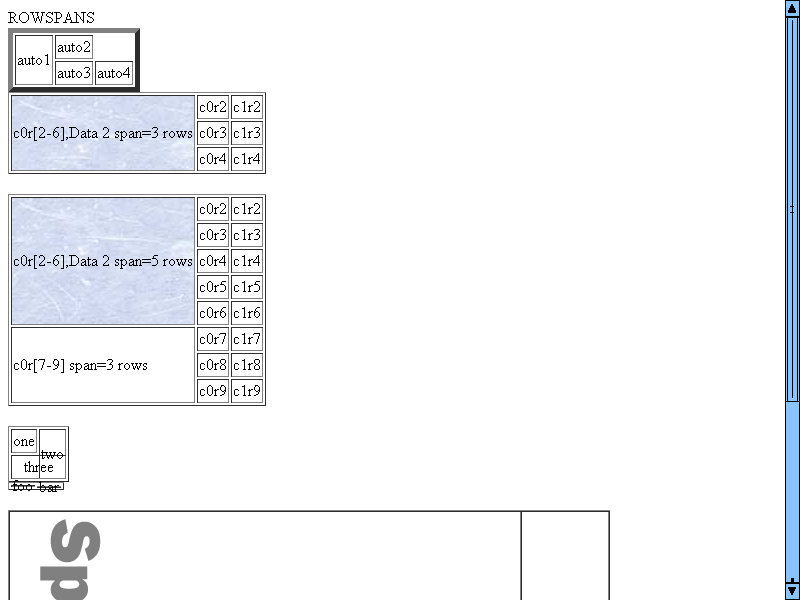 ROWSPANS
auto1 auto2
auto3 auto4
c0r[2-6],Data 2 span=3 rows c0r2 c1r2
c0r3 c1r3
c0r4 c1r4
c0r[2-6],Data 2 span=5 rows c0r2 c1r2
c0r3 c1r3
c0r4 c1r4
c0r5 c1r5
c0r6 c1r6
c0r[7-9] span=3 rows c0r7 c1r7
c0r8 c1r8
c0r9 c1r9
one two
three
foo bar
sp